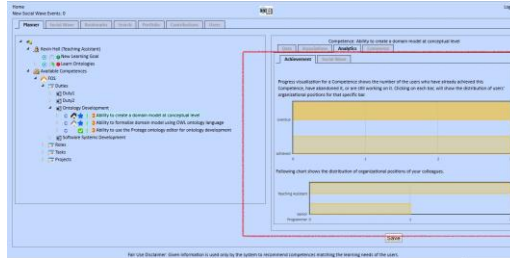 Home
New Social Wave Events: 0
Planner Social Wave Bookmarks Search Portfolio Contributions Users
Kevin Hall (Teaching Assistant)
New Learning Goal
Learn Ontologies
Available Competences
FOS
Duties
Duty1
Duty2
Ontology Development
Ability to create a domain model at conceptual level
Ability to formalize domain model using OWL ontology language
Ability to use the Protege ontology editor for ontology development
Software Systems Development
Roles
Tasks
Projects
Competence: Ability to create a domain model at conceptual level
Analytics Comments
Achievement Social Wave
Progress visualization for a Competence shows the number of the users who have already achieved this
Competence, have abandoned it, or are still working on it. Clicking on each bar, will show the distribution of users'
organizational positions for that specific bar.
achieved
0 1 2
Following chart shows the distribution of organizational positions of your colleagues.
Teaching Assistant
Programme 0
Save
Fair Use Disclaimer: Given information is used only by the system to recommend competences matching the learning needs of the users.